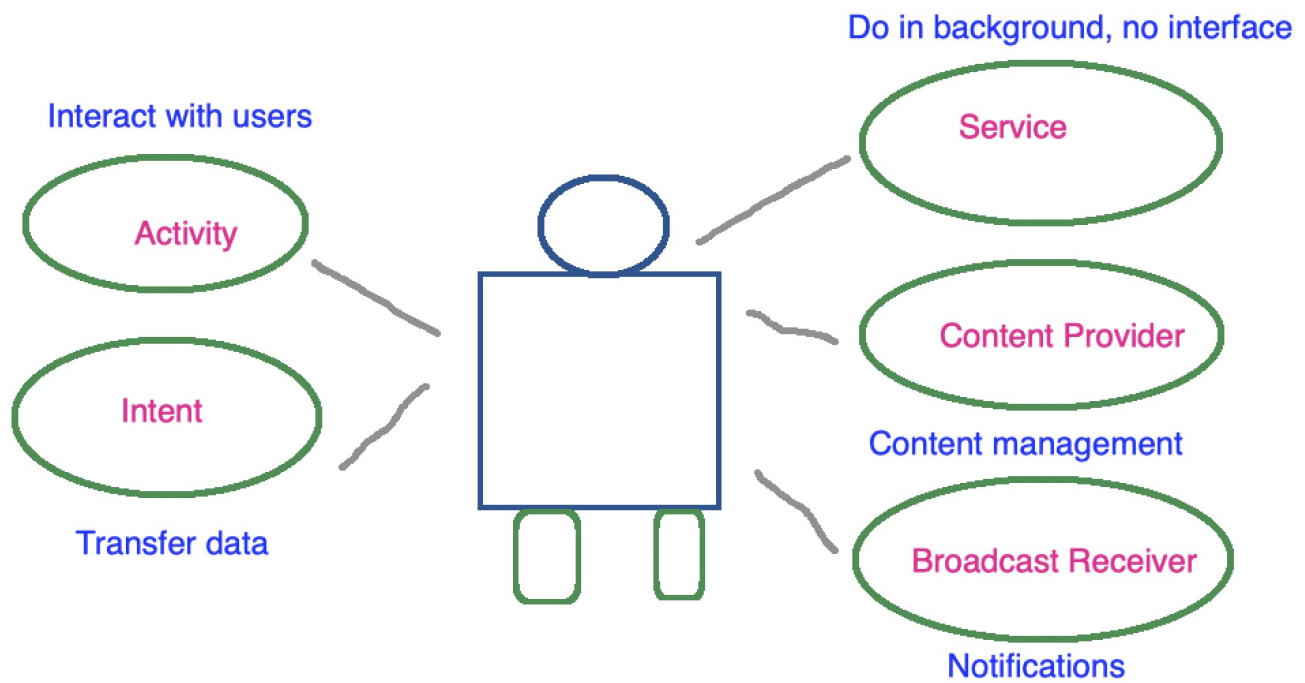 Do in background, no interface
Service
Interact with users
Activity
Content Provider
Intent
Content management
Transfer data
Broadcast Receiver
Notifications